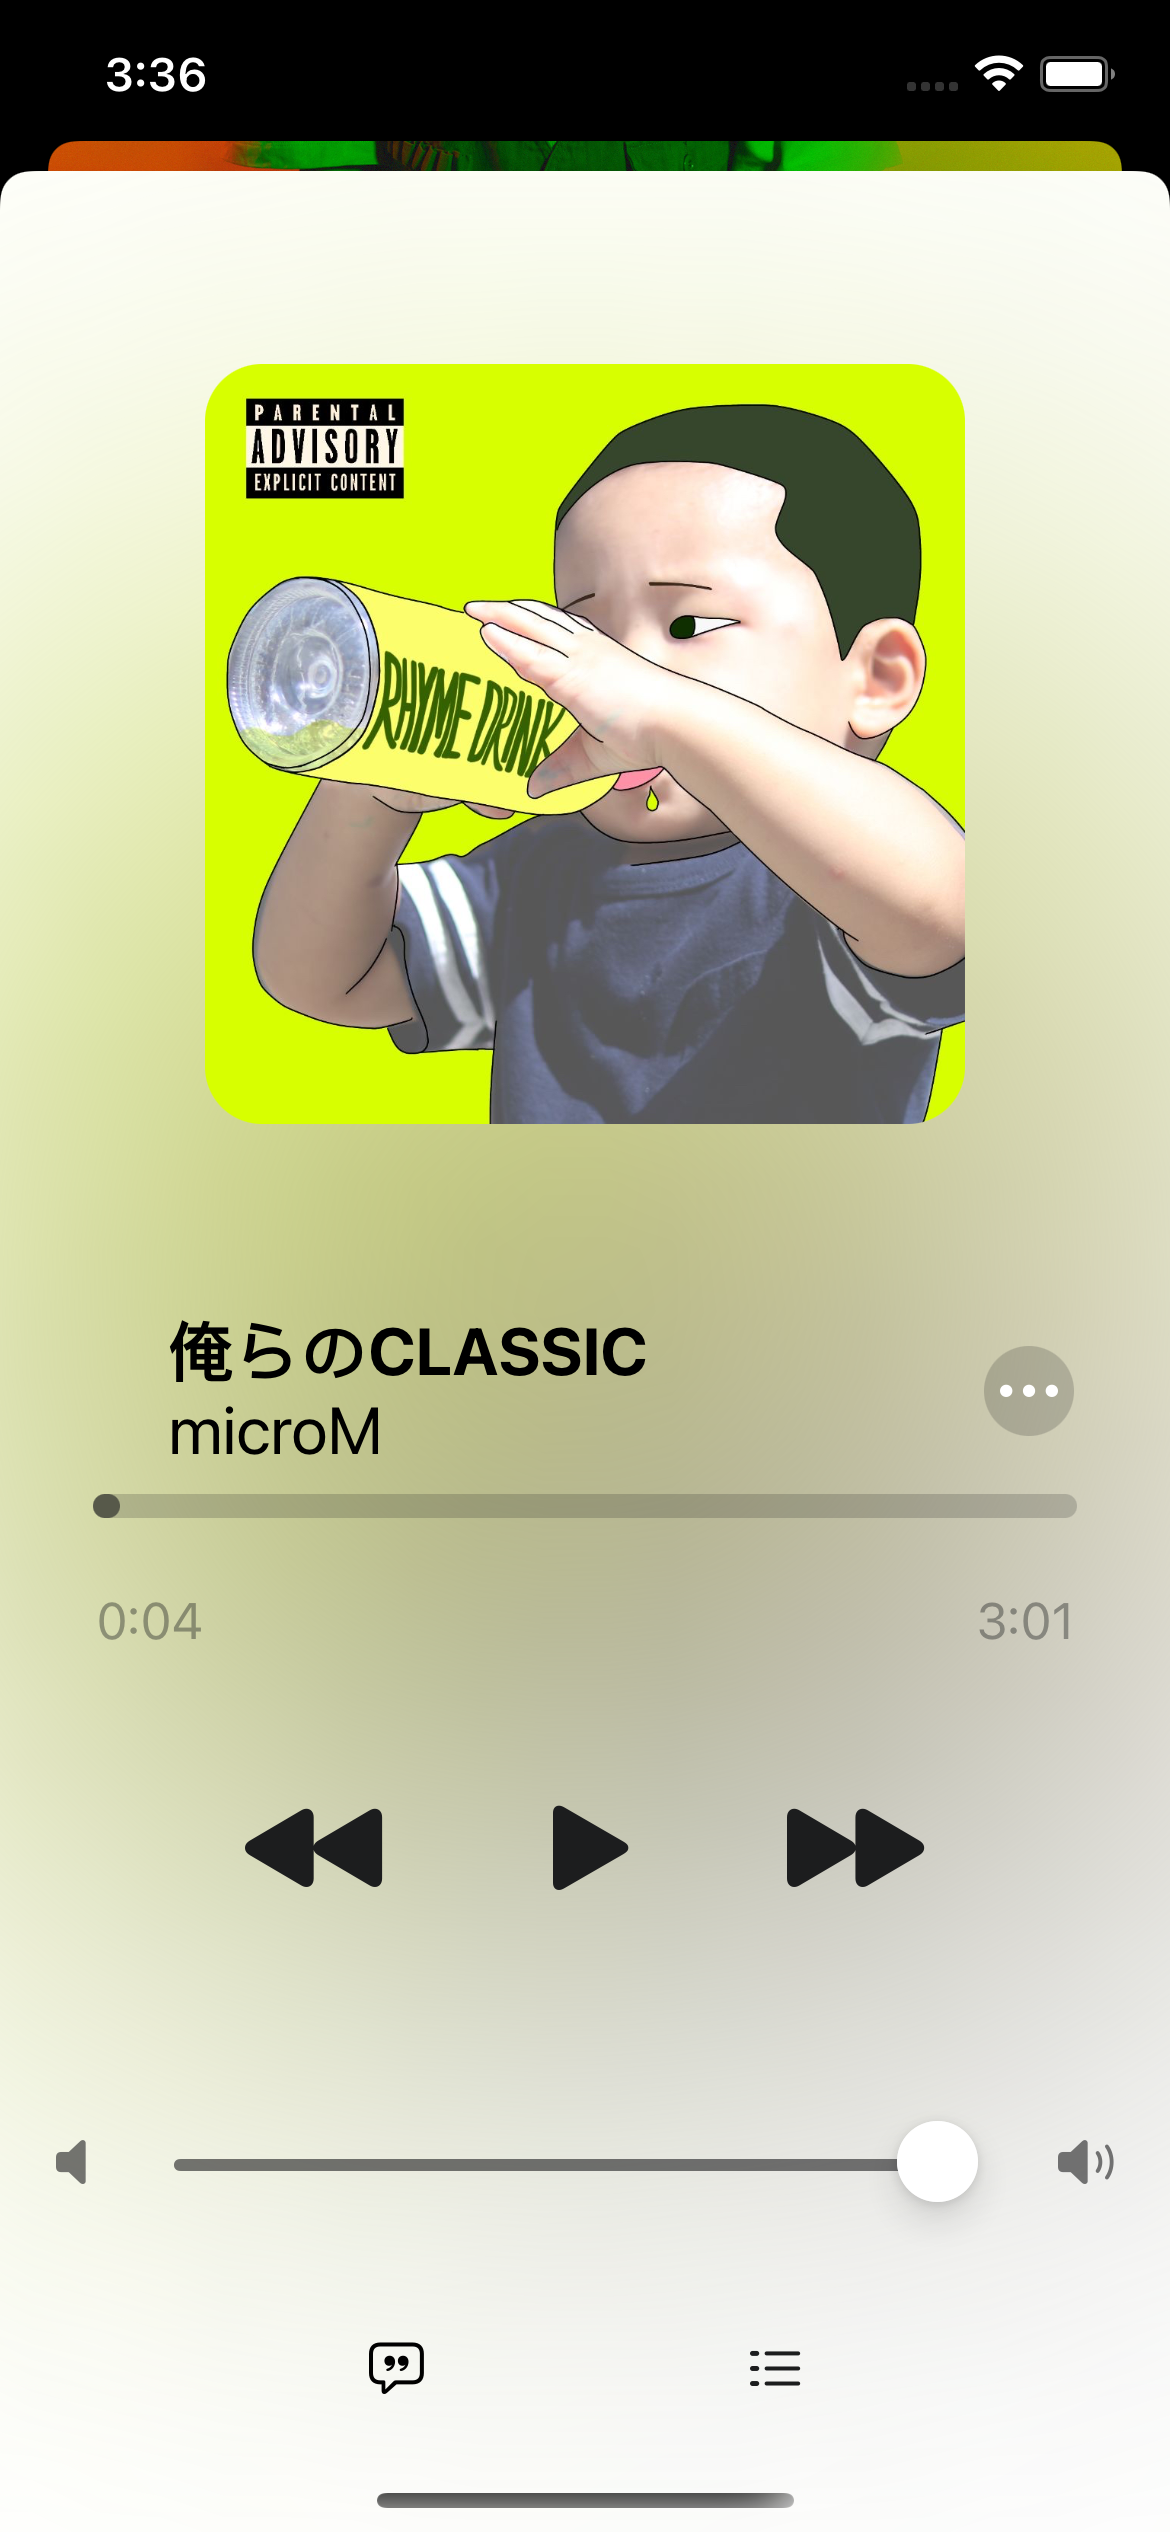 3:36
PARENTAL
ADVISORY
EXPLICIT CONTENT
RHYME DRINK
俺らのCLASSIC
microM
0:04
3:01